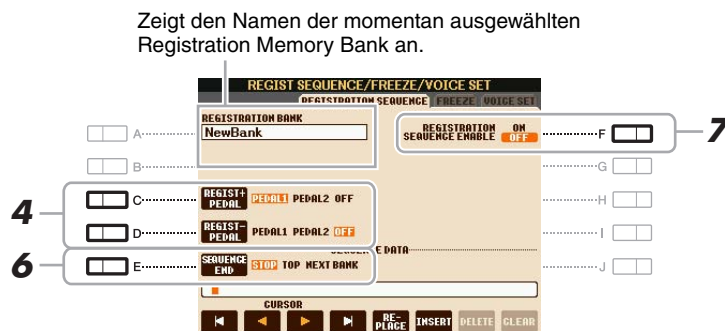 Zeigt den Namen der momentan ausgewählten
Registration Memory Bank an.
REGIST SEQUENCE/FREEZE/VOICE SET
REGISTRATION SEQUENCE FREEZE VOICE SET
REGISTRATION BANK
NewBank
REGISTRATION SEQUENCE ENABLE ON OFF
A
B
C
D
E
F
G
H
I
J
4
6
7
REGIST+ PEDAL PEDAL1 PEDAL2 OFF
REGIST- PEDAL PEDAL1 PEDAL2 OFF
SEQUENCE DATA
SEQUENCE END STOP TOP NEXT BANK
CURSOR
RE-PLACE INSERT DELETE CLEAR